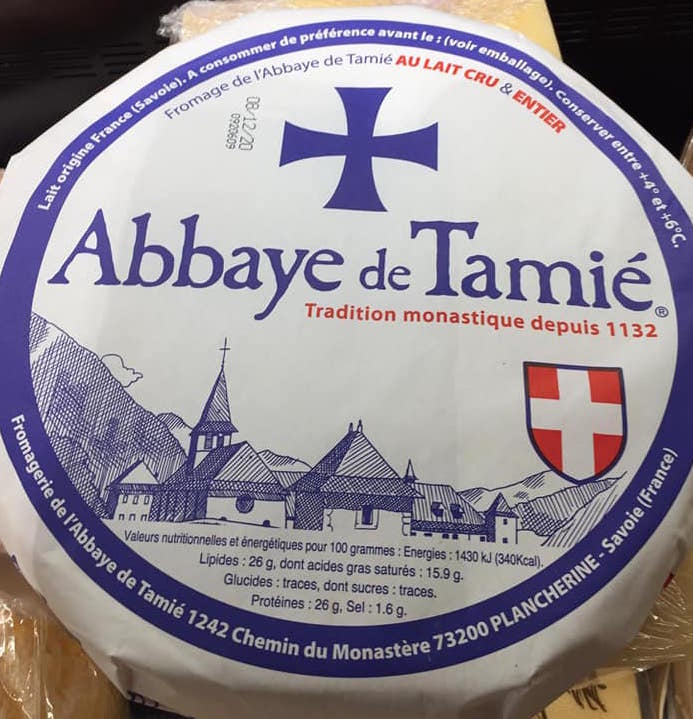 Lait origine France (Savoie). A consommer de préférence avant le : (voir emballage). Conserver entre +4° et +6°C.
Fromage de l'Abbaye de Tamié AU LAIT CRU & ENTIER
08/12/20
0920609
Abbaye de Tamié®
Tradition monastique depuis 1132
Valeurs nutritionnelles et énergétiques pour 100 grammes : Energies : 1430 kJ (340Kcal).
Lipides : 26 g, dont acides gras saturés : 15.9 g.
Glucides : traces, dont sucres : traces.
Protéines : 26 g, Sel : 1.6 g.
Fromagerie de l'Abbaye de Tamié 1242 Chemin du Monastère 73200 PLANCHERINE - Savoie (France)